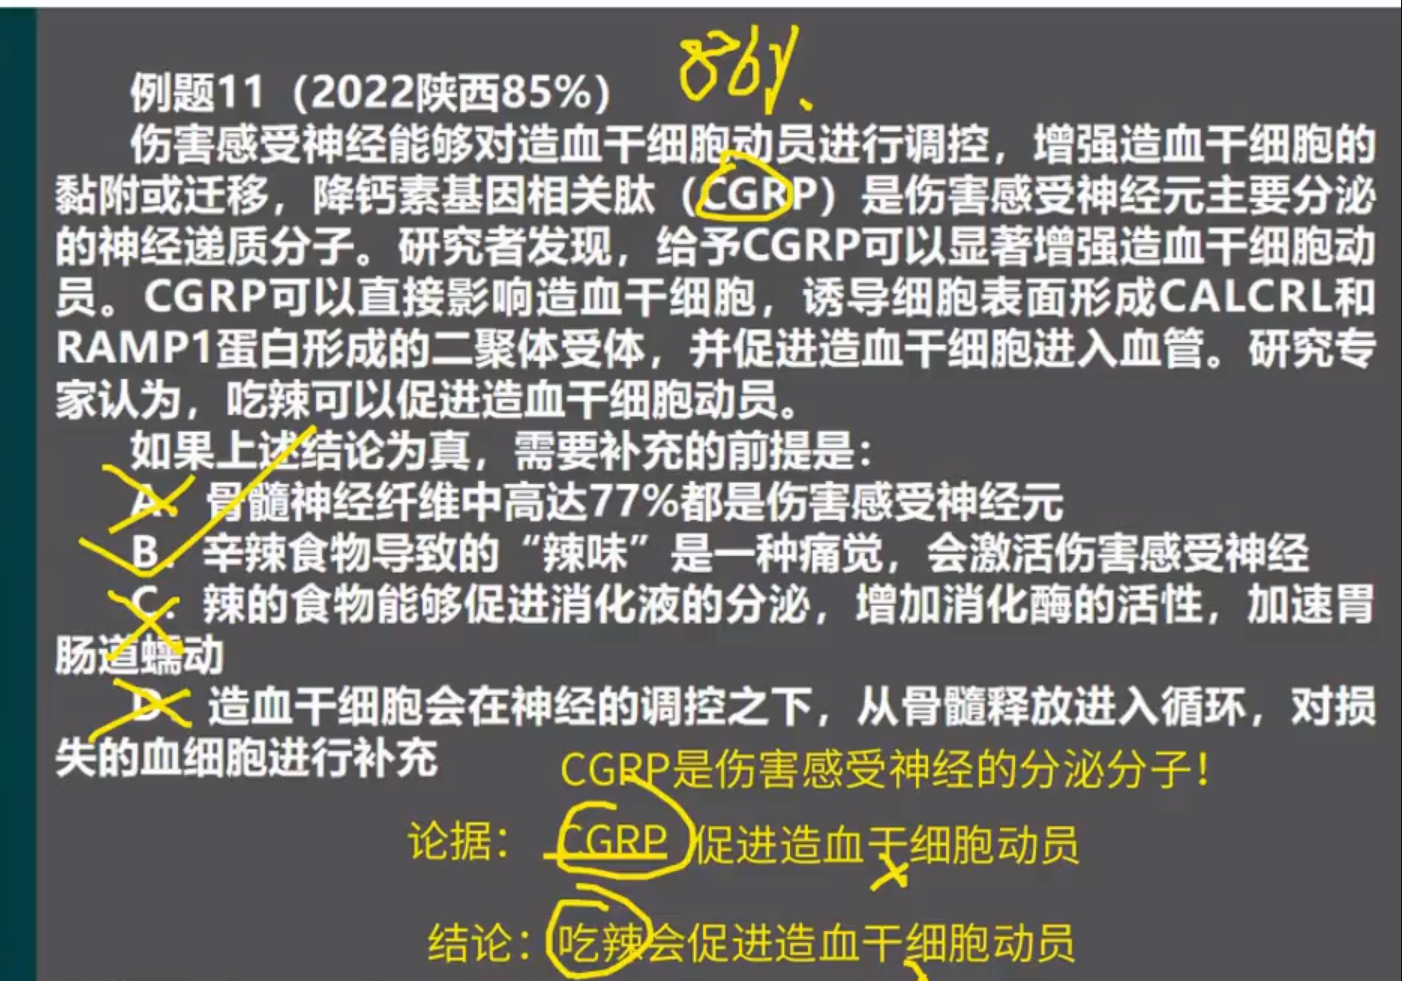 86%
例题11（2022陕西85%）
伤害感受神经能够对造血干细胞动员进行调控，增强造血干细胞的
黏附或迁移，降钙素基因相关肽（CGRP）是伤害感受神经元主要分泌
的神经递质分子。研究者发现，给予CGRP可以显著增强造血干细胞动
员。CGRP可以直接影响造血干细胞，诱导细胞表面形成CALCRL和
RAMP1蛋白形成的二聚体受体，并促进造血干细胞进入血管。研究专
家认为，吃辣可以促进造血干细胞动员。
如果上述结论为真，需要补充的前提是：
A. 骨髓神经纤维中高达77%都是伤害感受神经元
B. 辛辣食物导致的“辣味”是一种痛觉，会激活伤害感受神经
C. 辣的食物能够促进消化液的分泌，增加消化酶的活性，加速胃
肠道蠕动
D. 造血干细胞会在神经的调控之下，从骨髓释放进入循环，对损
失的血细胞进行补充
CGRP是伤害感受神经的分泌分子！
论据： CGRP 促进造血干细胞动员
结论：吃辣会促进造血干细胞动员